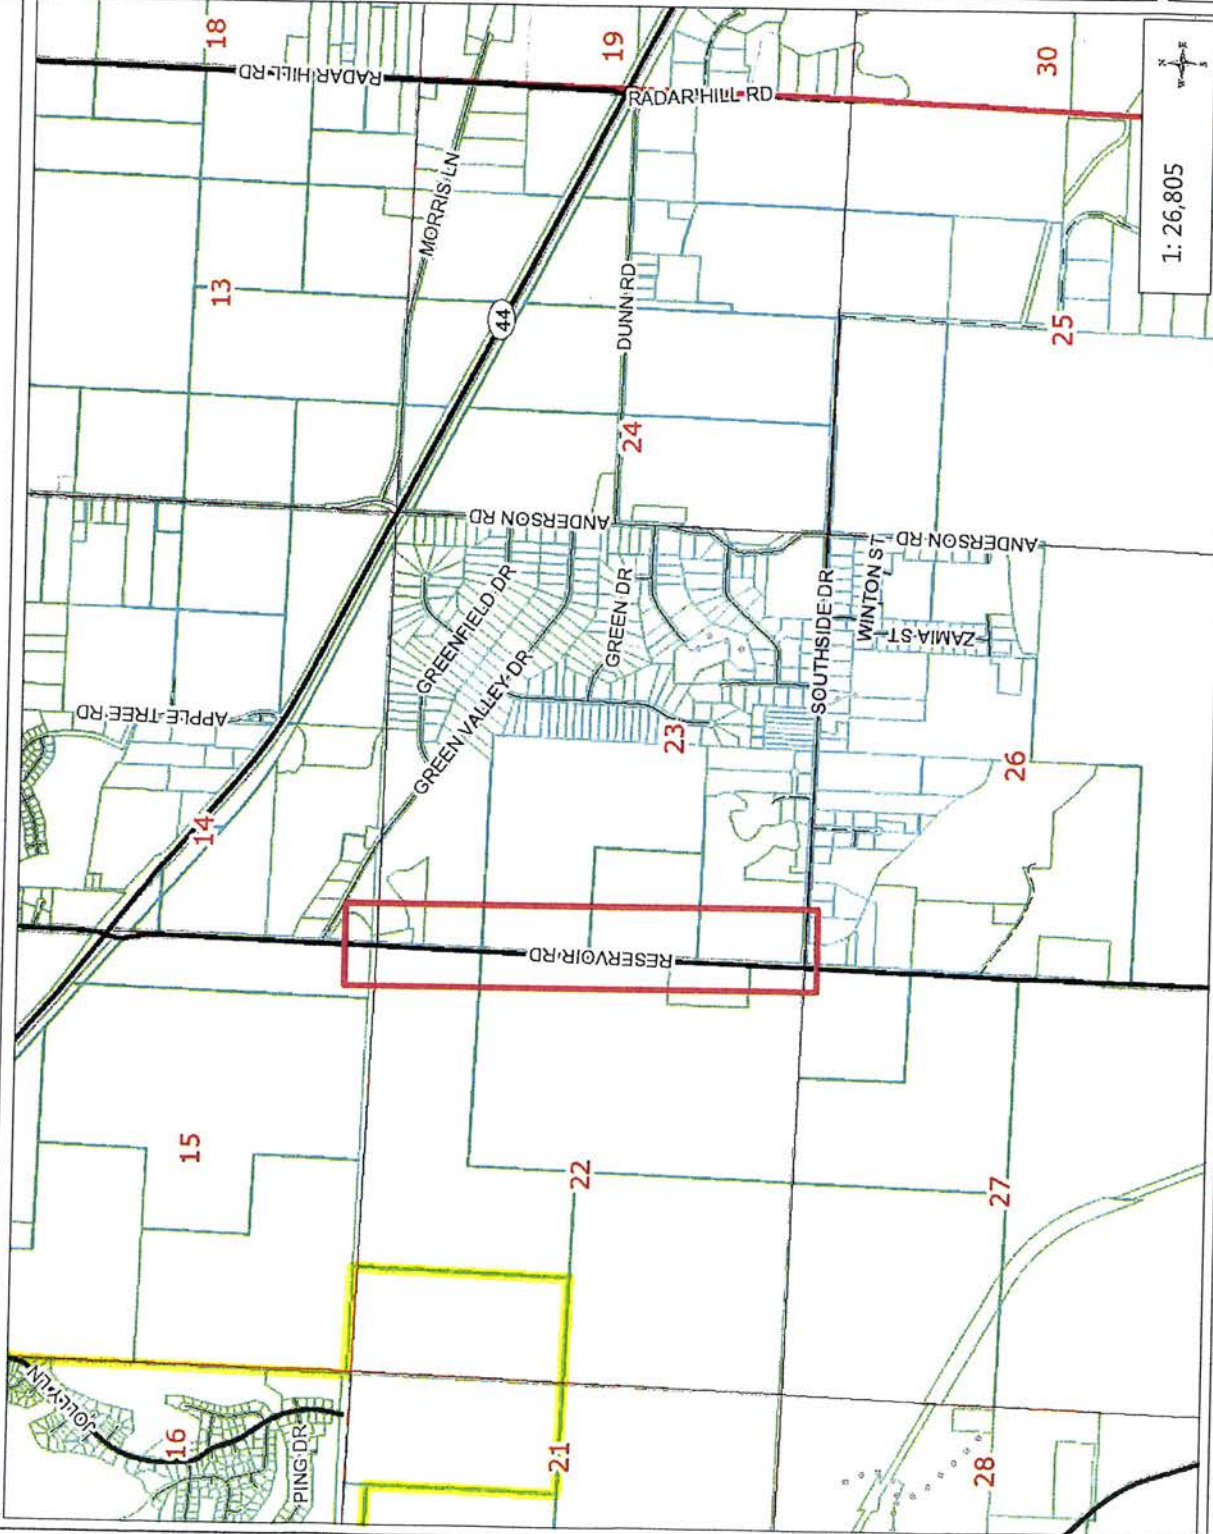 18
19
30
RADAR HILL RD
RADAR HILL RD
N
W
E
S
1: 26,805
MORRIS LN
13
44
DUNN RD
25
24
ANDERSON RD
ANDERSON RD
GREENFIELD DR
GREEN DR
WINTON ST
SOUTHSIDE DR
ZAMIA ST
APPLE TREE RD
GREEN VALLEY DR
23
26
14
RESERVOIR RD
15
22
27
JOLLY LN
16
PING DR
21
28